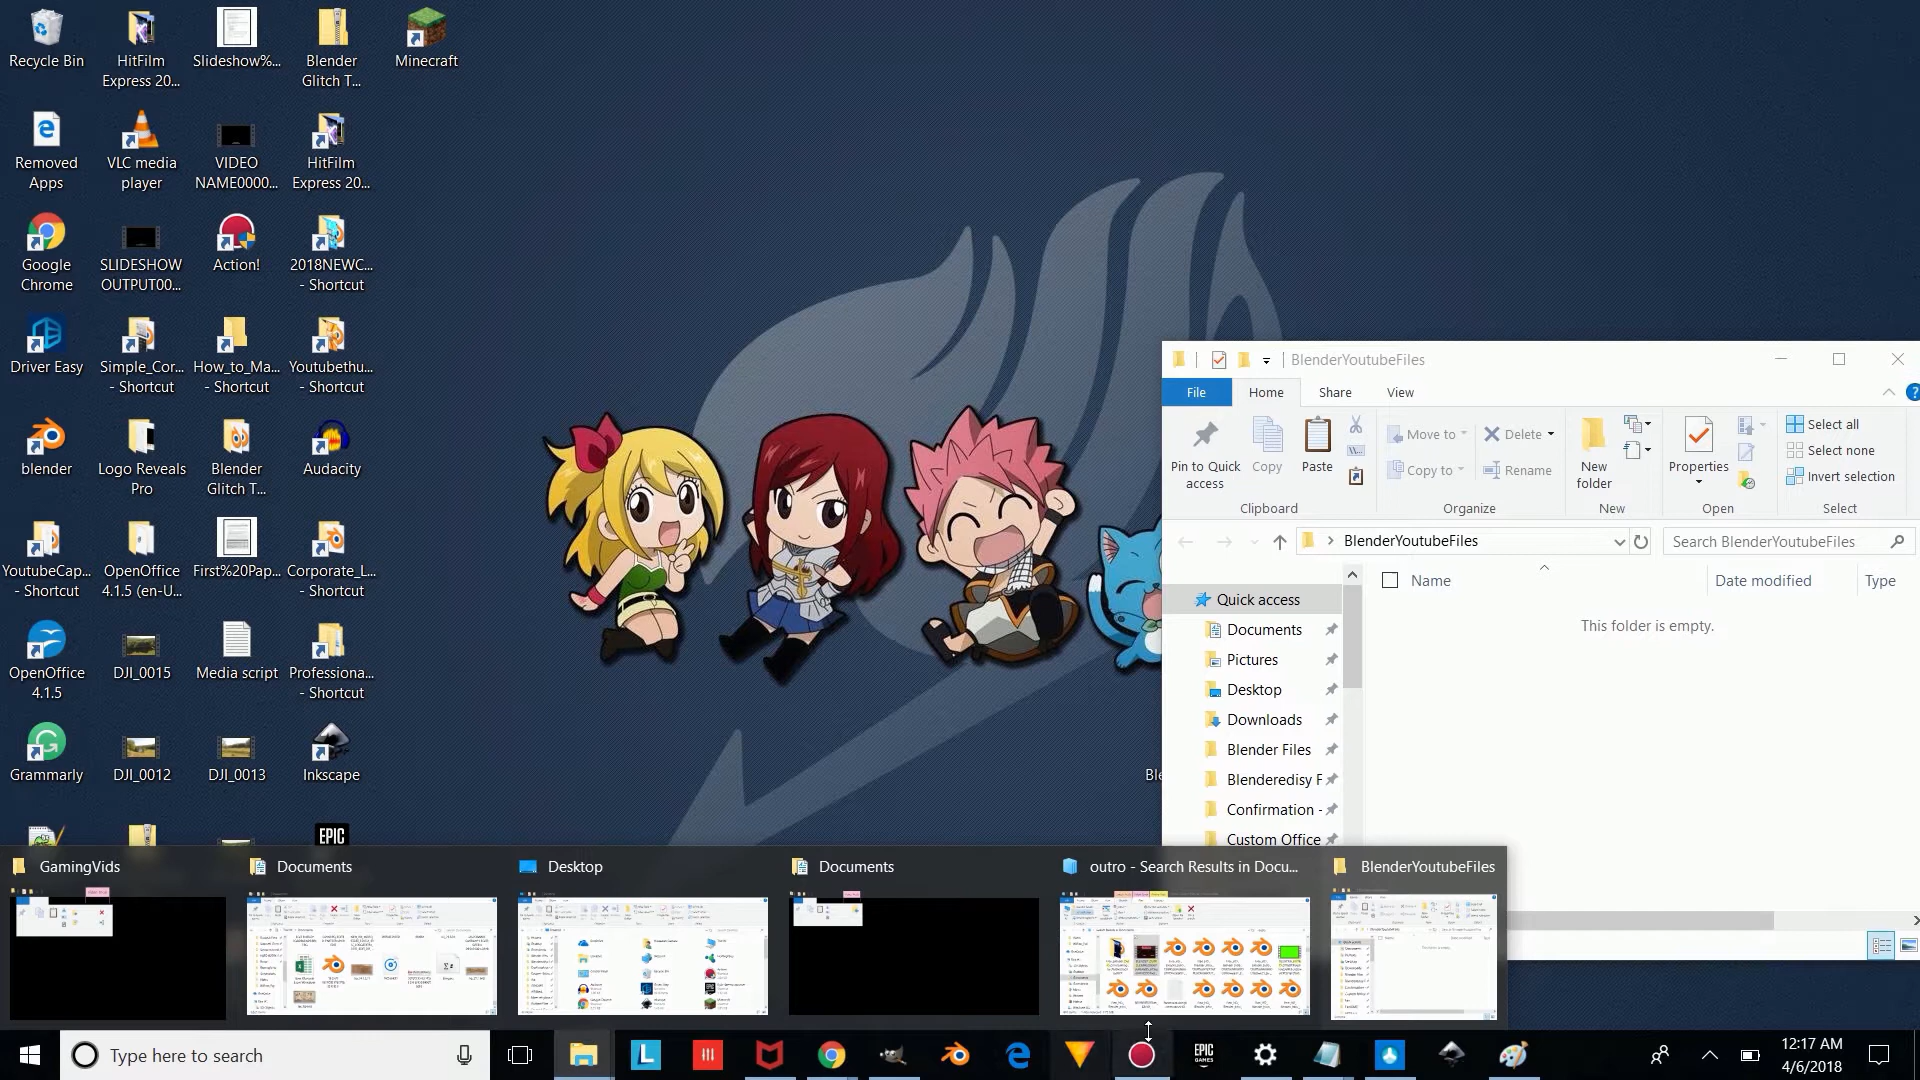 Recycle Bin
HitFilm
Express 20...
Slideshow%...
Blender
Glitch T...
Minecraft
Removed
Apps
VLC media
player
VIDEO
NAME0000...
HitFilm
Express 20...
Google
Chrome
SLIDESHOW
OUTPUT00...
Action!
2018NEWC...
- Shortcut
Driver Easy
Simple_Cor...
- Shortcut
How_to_Ma...
- Shortcut
Youtubethu...
- Shortcut
blender
Logo Reveals
Pro
Blender
Glitch T...
Audacity
YoutubeCap...
- Shortcut
OpenOffice
4.1.5 (en-U...
First%20Pap...
Corporate_L...
- Shortcut
OpenOffice
4.1.5
DJI_0015
Media script
Professiona...
- Shortcut
Grammarly
DJI_0012
DJI_0013
Inkscape
EPIC
Ble
BlenderYoutubeFiles
File
Home
Share
View
Pin to Quick
access
Copy
Paste
Move to
Copy to
Delete
Rename
New
folder
Properties
Select all
Select none
Invert selection
Clipboard
Organize
New
Open
Select
BlenderYoutubeFiles
Search BlenderYoutubeFiles
Name
Date modified
Type
This folder is empty.
Quick access
Documents
Pictures
Desktop
Downloads
Blender Files
Blenderedisy F
Confirmation -
Custom Office
GamingVids
Documents
Desktop
Documents
outro - Search Results in Docu...
BlenderYoutubeFiles
Type here to search
L
EPIC
GAMES
12:17 AM
4/6/2018